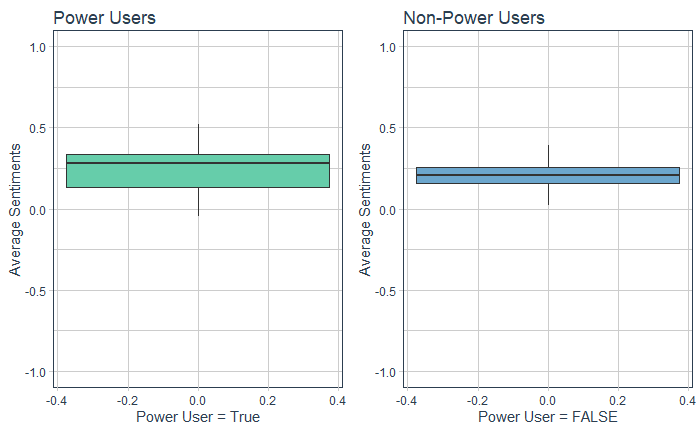 Power Users
1.0
0.5
0.0
-0.5
-1.0
Average Sentiments
-0.4 -0.2 0.0 0.2 0.4
Power User = True
Non-Power Users
1.0
0.5
0.0
-0.5
-1.0
Average Sentiments
-0.4 -0.2 0.0 0.2 0.4
Power User = FALSE